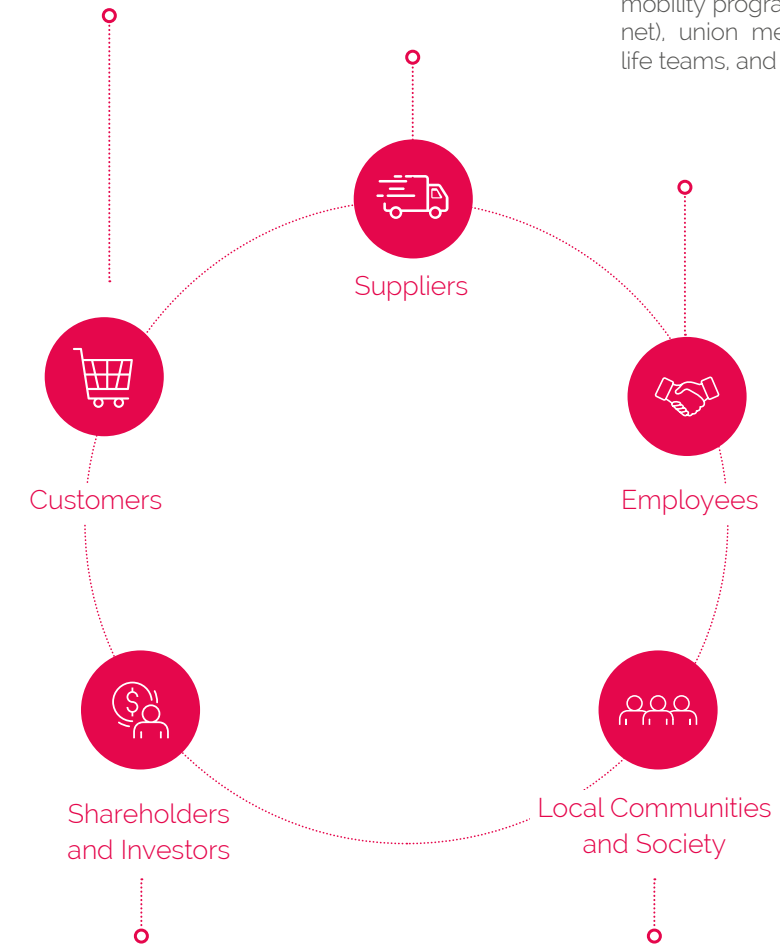 mobility progra
net), union me
life teams, and
Suppliers
Customers
Employees
Shareholders
and Investors
Local Communities
and Society